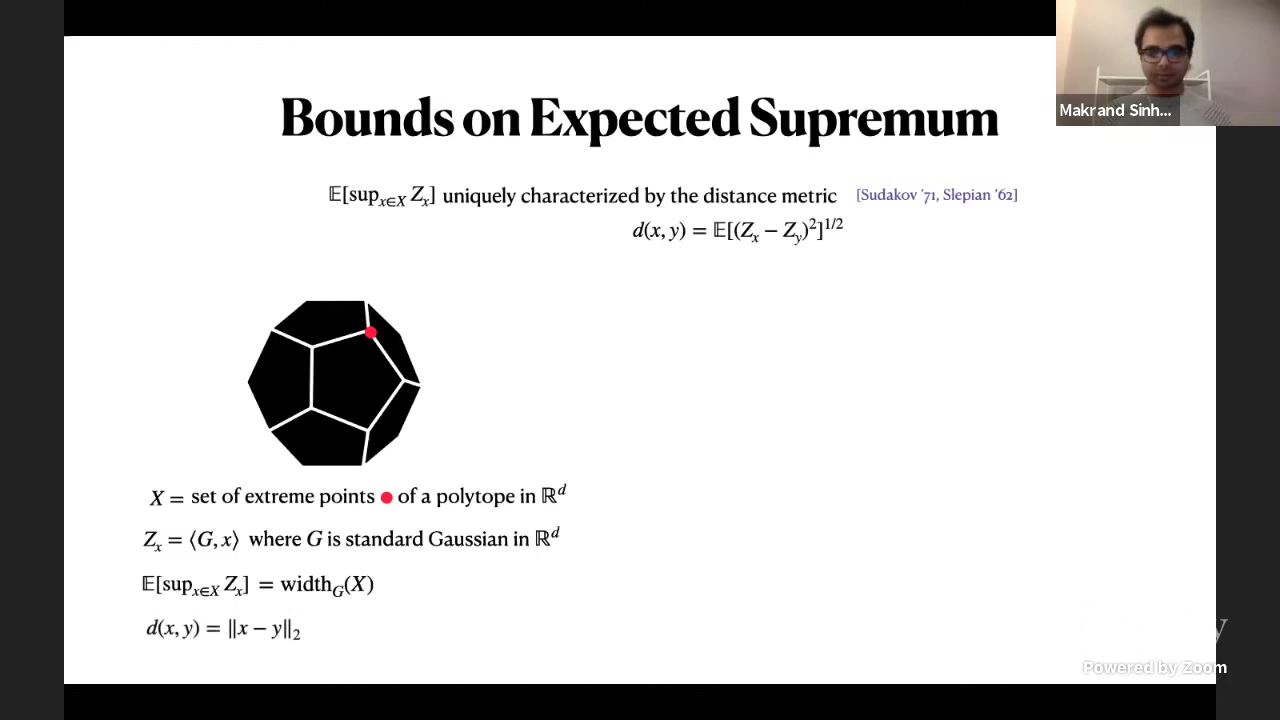 Makrand Sinh...
Bounds on Expected Supremum
𝔼[sup_{x∈X} Z_x] uniquely characterized by the distance metric [Sudakov '71, Slepian '62]
d(x, y) = 𝔼[(Z_x − Z_y)²]^{1/2}
X = set of extreme points of a polytope in ℝ^d
Z_x = ⟨G, x⟩ where G is standard Gaussian in ℝ^d
𝔼[sup_{x∈X} Z_x] = width_G(X)
d(x, y) = ‖x − y‖₂
Powered by Zoom